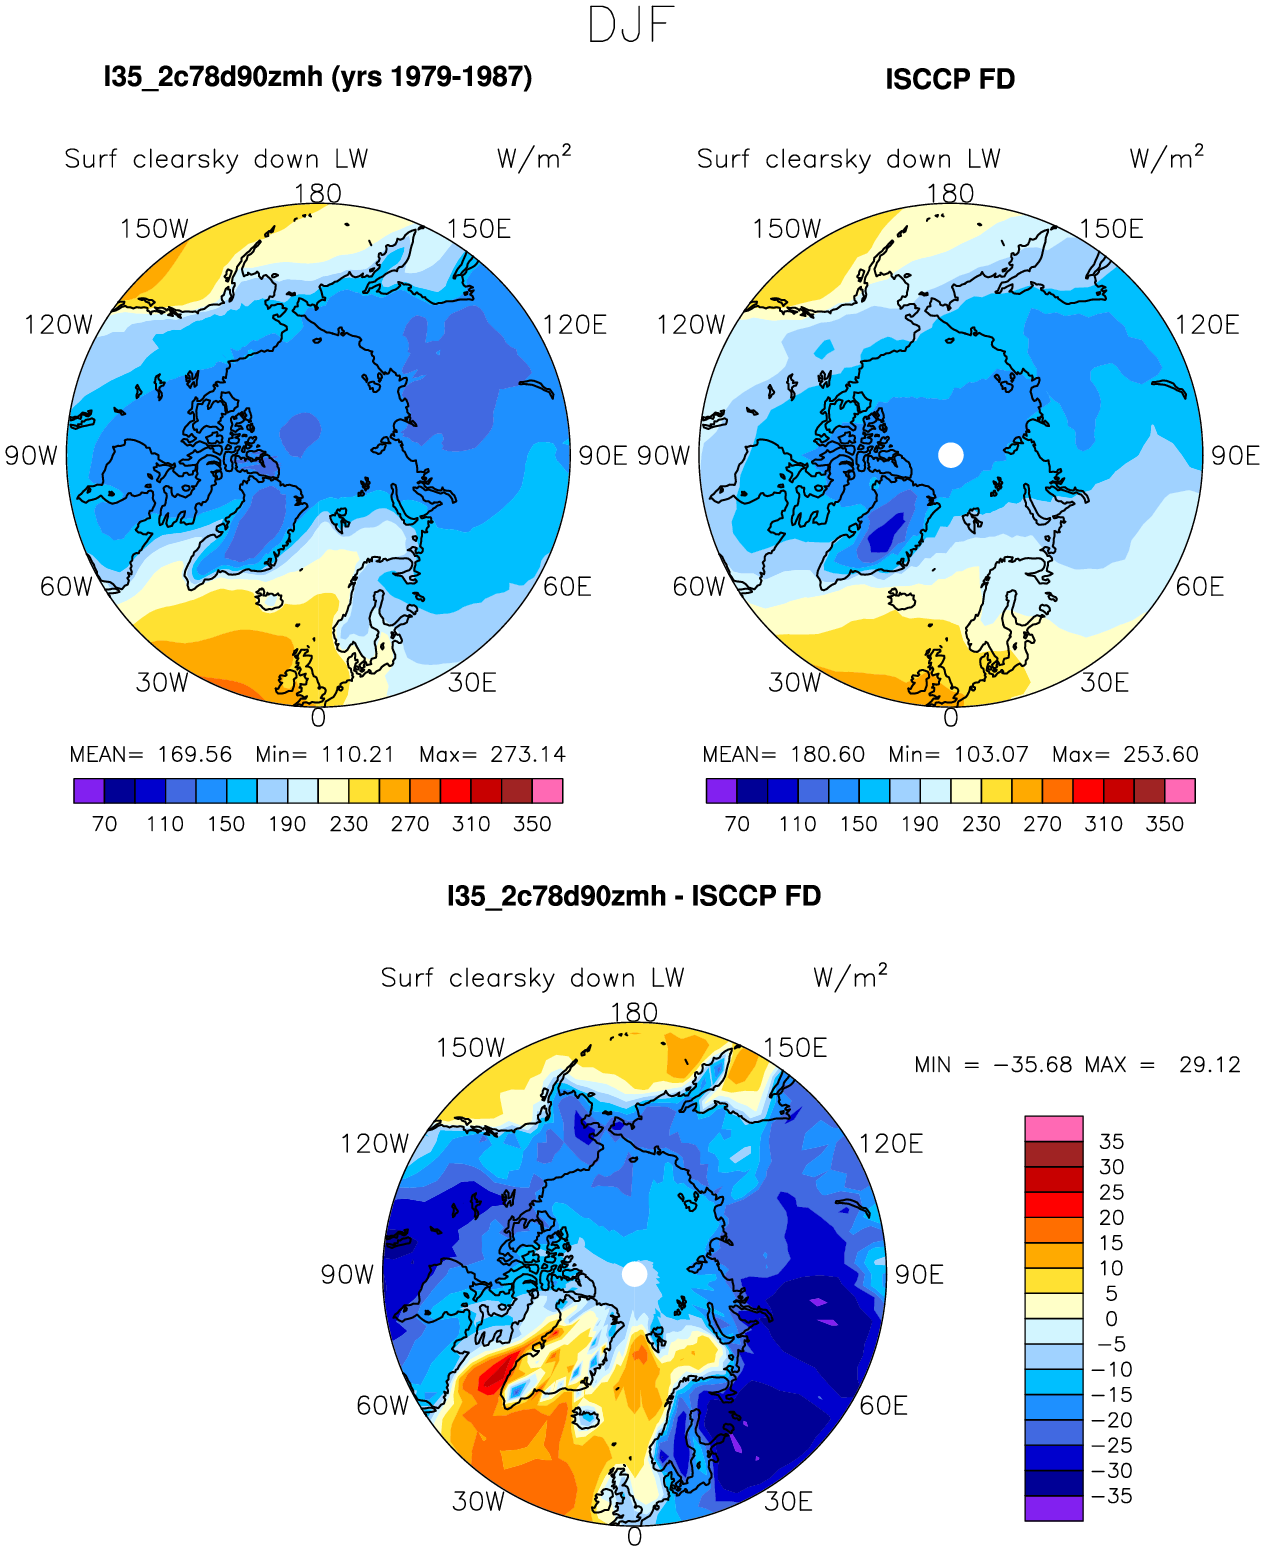 DJF
I35_2c78d90zmh (yrs 1979-1987)
ISCCP FD
Surf clearsky down LW W/m²
Surf clearsky down LW W/m²
180
180
150W 150E
150W 150E
120W 120E
120W 120E
90W 90E
90W 90E
60W 60E
60W 60E
30W 30E
30W 30E
0
0
MEAN= 169.56 Min= 110.21 Max= 273.14
MEAN= 180.60 Min= 103.07 Max= 253.60
70 110 150 190 230 270 310 350
70 110 150 190 230 270 310 350
I35_2c78d90zmh - ISCCP FD
Surf clearsky down LW W/m²
180
150W 150E
MIN = −35.68 MAX = 29.12
120W 120E
90W 90E
60W 60E
30W 30E
0
35
30
25
20
15
10
5
0
−5
−10
−15
−20
−25
−30
−35